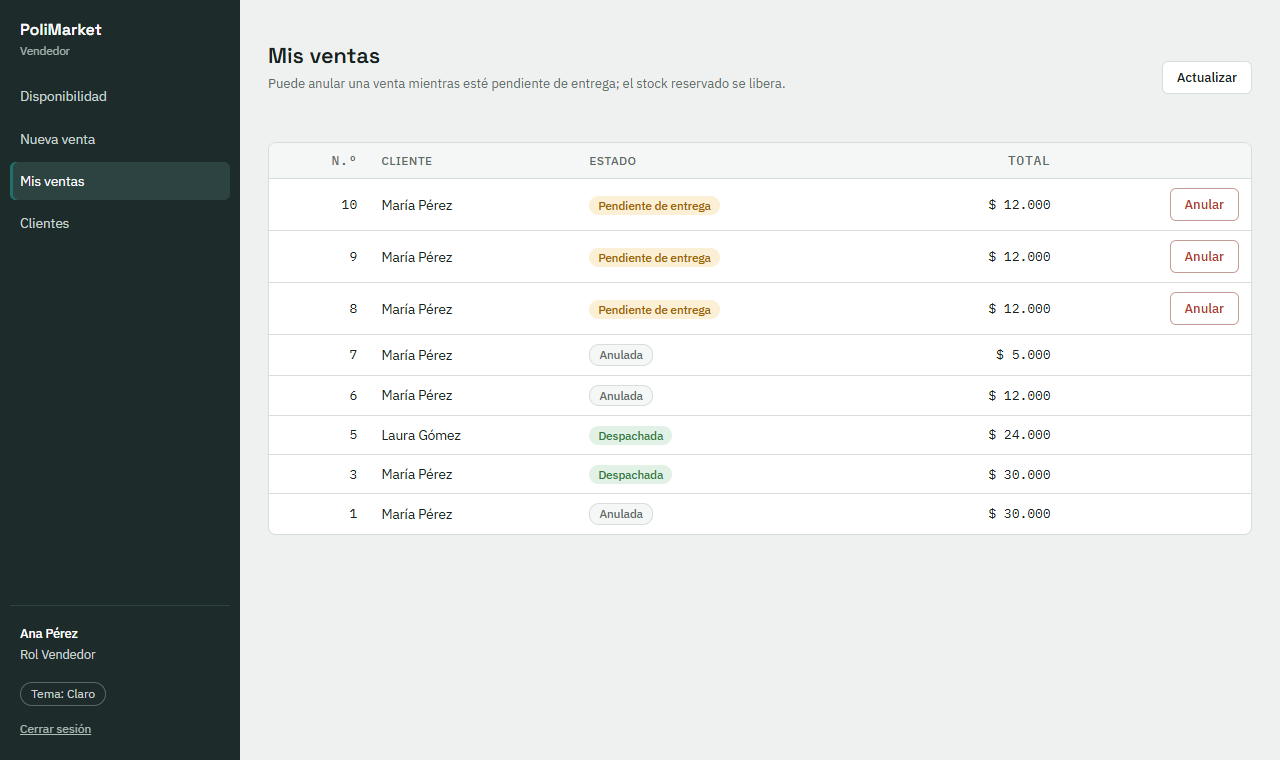 PoliMarket
Vendedor
Disponibilidad
Nueva venta
Mis ventas
Clientes
Ana Pérez
Rol Vendedor
Tema: Claro
Cerrar sesión
Mis ventas
Puede anular una venta mientras esté pendiente de entrega; el stock reservado se libera.
Actualizar
N.º CLIENTE ESTADO TOTAL
10 María Pérez Pendiente de entrega $ 12.000 Anular
9 María Pérez Pendiente de entrega $ 12.000 Anular
8 María Pérez Pendiente de entrega $ 12.000 Anular
7 María Pérez Anulada $ 5.000
6 María Pérez Anulada $ 12.000
5 Laura Gómez Despachada $ 24.000
3 María Pérez Despachada $ 30.000
1 María Pérez Anulada $ 30.000